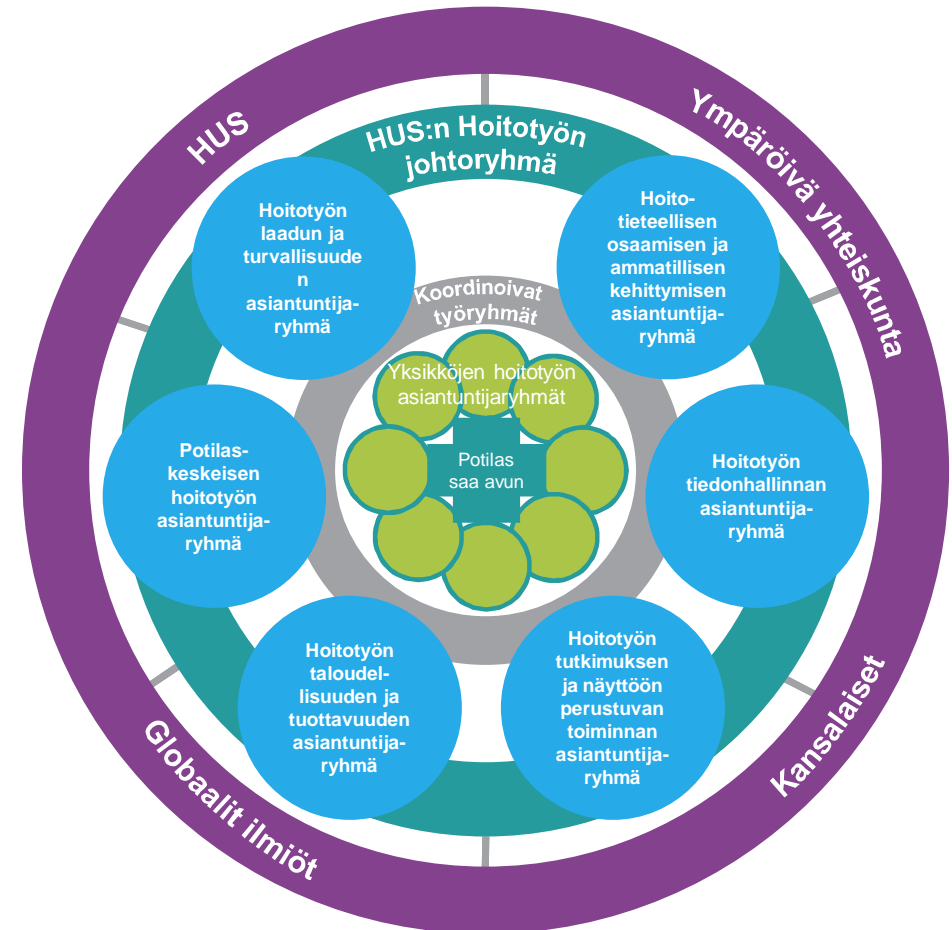 HUS
Ympäröivä yhteiskunta
HUS:n Hoitotyön
johtoryhmä
Hoitotyön
laadun ja
turvallisuude
n
asiantuntija-
ryhmä
Hoito-
tieteellisen
osaamisen ja
ammatillisen
kehittymisen
asiantuntija-
ryhmä
Koordinoivat
työryhmät
Yksikköjen hoitotyön
asiantuntijaryhmät
Potilas
saa avun
Potilas-
keskeisen
hoitotyön
asiantuntija-
ryhmä
Hoitotyön
tiedonhallinnan
asiantuntija-
ryhmä
Hoitotyön
taloudel-
lisuuden ja
tuottavuuden
asiantuntija-
ryhmä
Hoitotyön
tutkimuksen
ja näyttöön
perustuvan
toiminnan
asiantuntija-
ryhmä
Globaalit ilmiöt
Kansalaiset